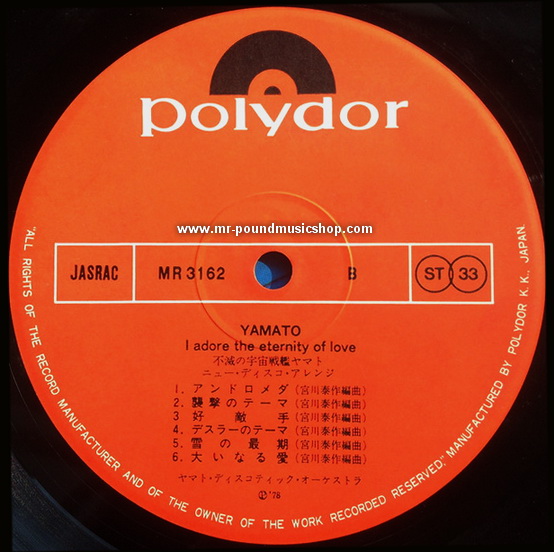 polydor
www.mr-poundmusicshop.com
JASRAC MR 3162 B ST 33
YAMATO
I adore the eternity of love
不滅の宇宙戦艦ヤマト
ニュー・ディスコ・アレンジ
1. アンドロメダ(宮川泰作編曲)
2. 襲撃のテーマ(宮川泰作編曲)
3 好敵手(宮川泰作編曲)
4. デスラーのテーマ(宮川泰作編曲)
5. 雪の最期(宮川泰作編曲)
6. 大いなる愛(宮川泰作編曲)
ヤマト・ディスコティック・オーケストラ
Ⓟ'78
"ALL RIGHTS OF THE RECORD MANUFACTURER AND OF THE OWNER OF THE WORK RECORDED RESERVED." MANUFACTURED BY POLYDOR K.K., JAPAN